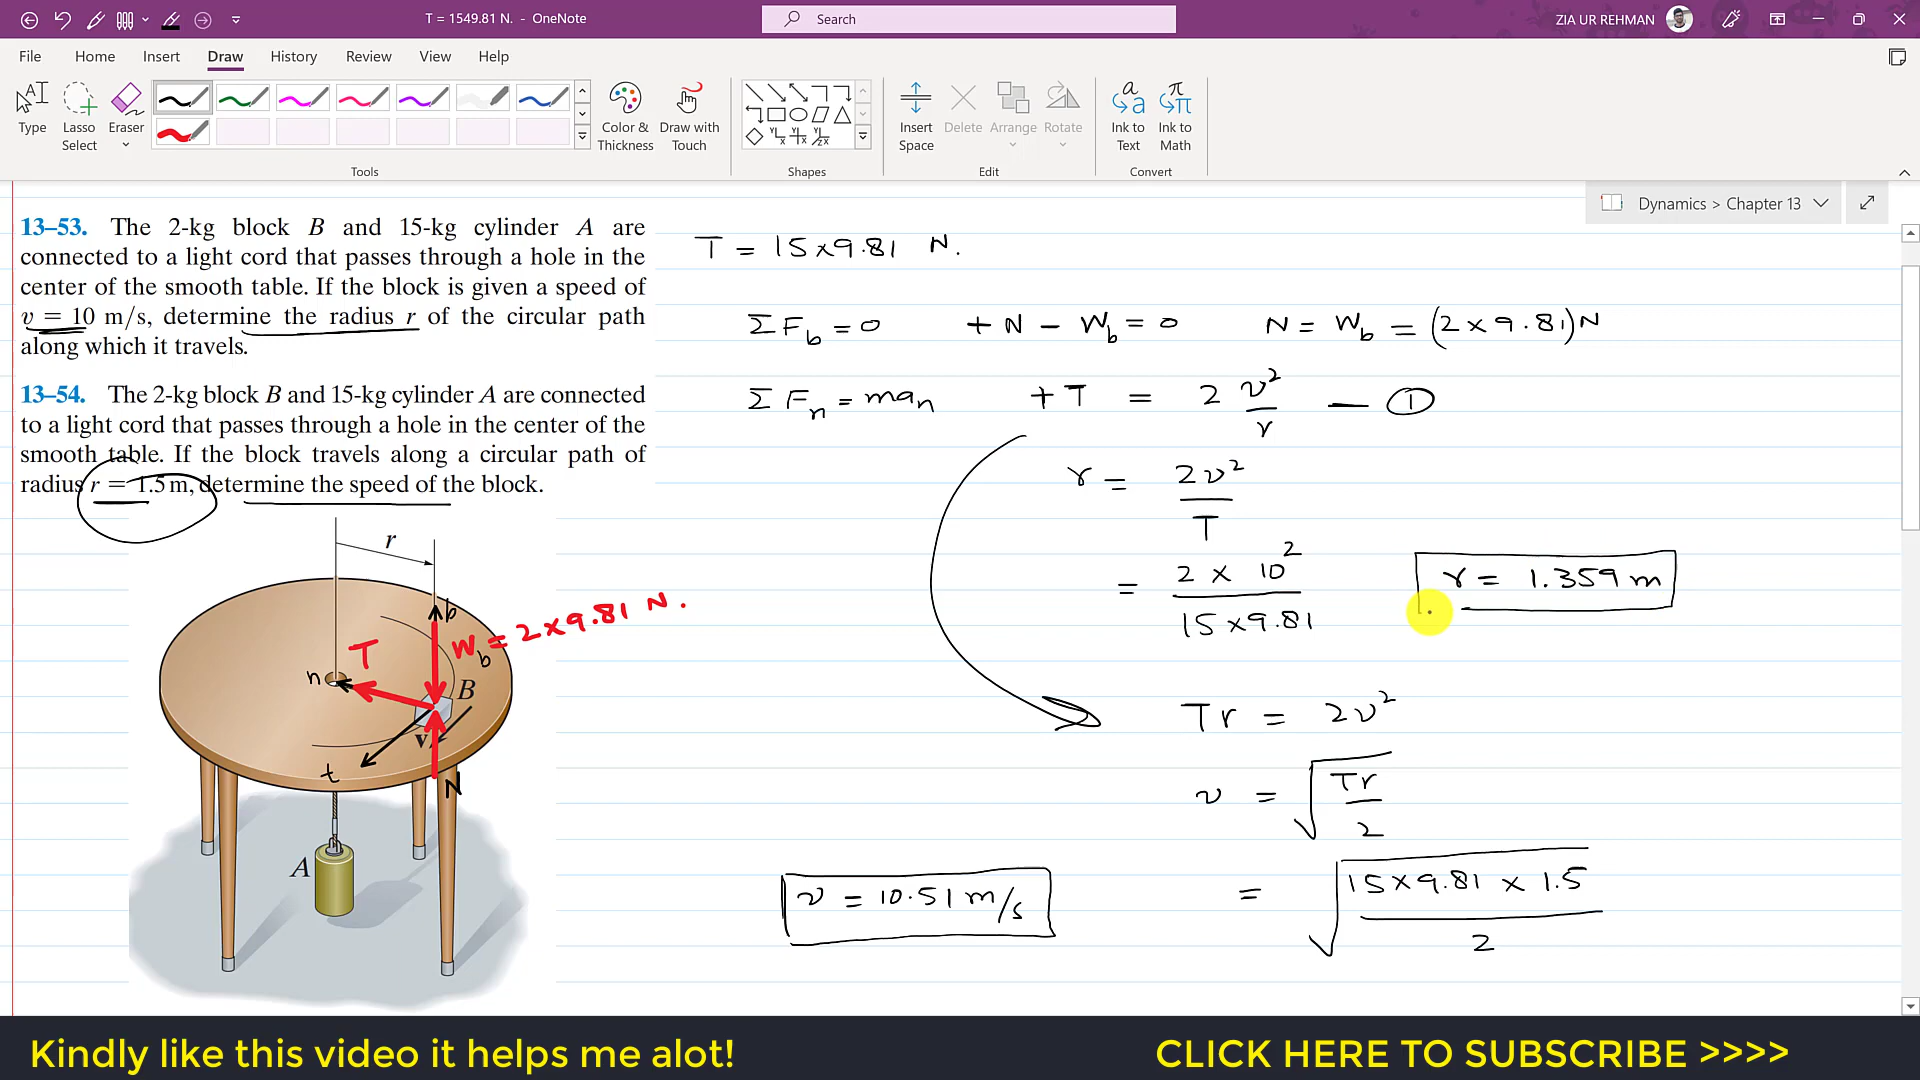 T = 1549.81 N. - OneNote
Search
ZIA UR REHMAN
File Home Insert Draw History Review View Help
Type
Lasso Select
Eraser
Color & Thickness
Draw with Touch
Insert Space
Delete
Arrange
Rotate
Ink to Text
Ink to Math
Tools
Shapes
Edit
Convert
Dynamics > Chapter 13
13–53. The 2-kg block B and 15-kg cylinder A are
connected to a light cord that passes through a hole in the
center of the smooth table. If the block is given a speed of
v = 10 m/s, determine the radius r of the circular path
along which it travels.
13–54. The 2-kg block B and 15-kg cylinder A are connected
to a light cord that passes through a hole in the center of the
smooth table. If the block travels along a circular path of
radius r = 1.5 m, determine the speed of the block.
r
b
W_b = 2×9.81 N.
T
n
B
v
t
N
A
T = 15×9.81 N.
ΣF_b = 0 +N − W_b = 0 N = W_b = (2×9.81)N
ΣF_n = ma_n +T = 2 v²/r — ①
r = 2v²/T
= 2 × 10²/15×9.81
r = 1.359 m
Tr = 2v²
v = √(Tr/2)
= √(15×9.81×1.5/2)
v = 10.51 m/s
Kindly like this video it helps me alot!
CLICK HERE TO SUBSCRIBE >>>>